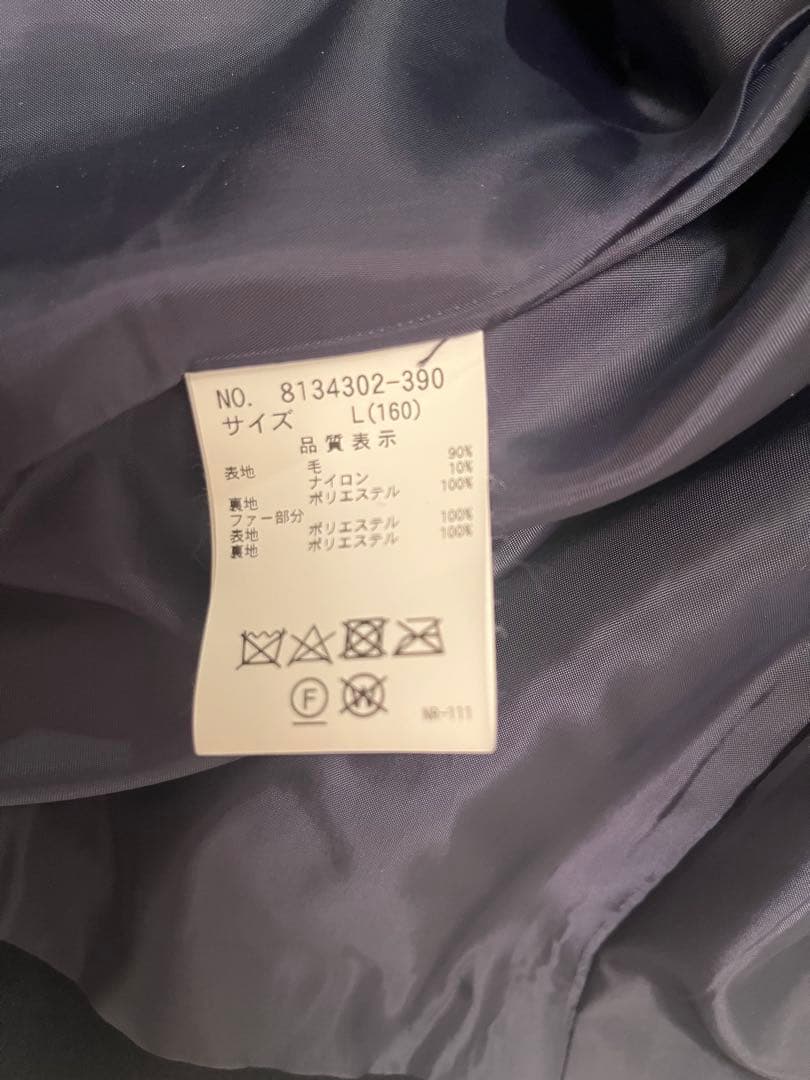 NO. 8134302-390
サイズ L(160)
品質表示
表地 毛 90%
ナイロン 10%
裏地 ポリエステル 100%
ファー部分
表地 ポリエステル 100%
裏地 ポリエステル 100%
F W
NR-111